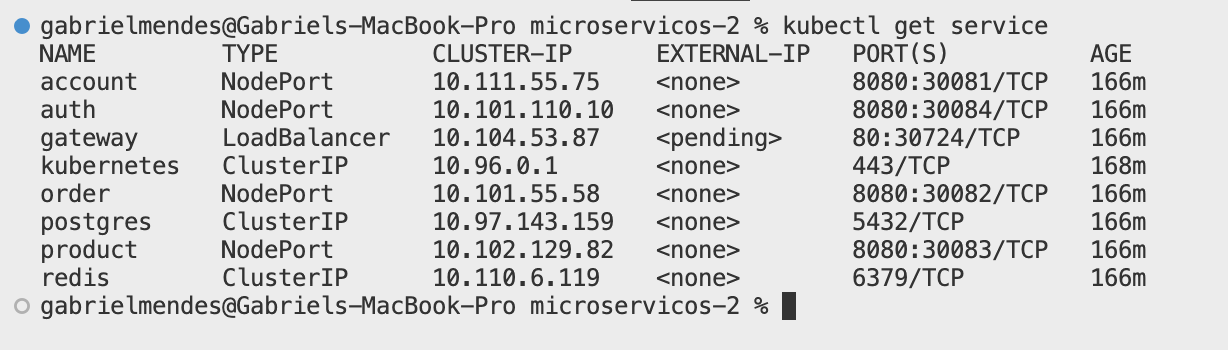 gabrielmendes@Gabriels-MacBook-Pro microservicos-2 % kubectl get service
NAME TYPE CLUSTER-IP EXTERNAL-IP PORT(S) AGE
account NodePort 10.111.55.75 <none> 8080:30081/TCP 166m
auth NodePort 10.101.110.10 <none> 8080:30084/TCP 166m
gateway LoadBalancer 10.104.53.87 <pending> 80:30724/TCP 166m
kubernetes ClusterIP 10.96.0.1 <none> 443/TCP 168m
order NodePort 10.101.55.58 <none> 8080:30082/TCP 166m
postgres ClusterIP 10.97.143.159 <none> 5432/TCP 166m
product NodePort 10.102.129.82 <none> 8080:30083/TCP 166m
redis ClusterIP 10.110.6.119 <none> 6379/TCP 166m
gabrielmendes@Gabriels-MacBook-Pro microservicos-2 %